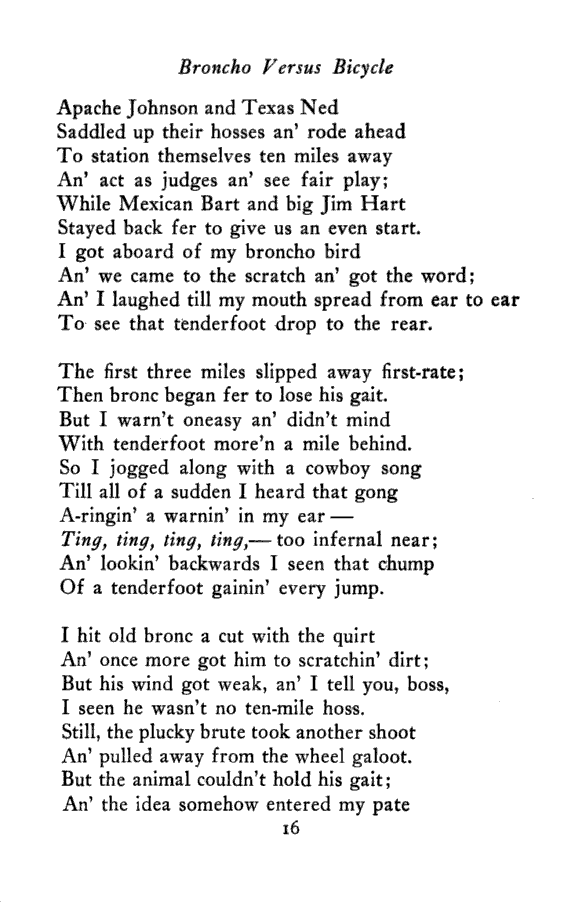 Broncho Versus Bicycle
Apache Johnson and Texas Ned
Saddled up their hosses an' rode ahead
To station themselves ten miles away
An' act as judges an' see fair play;
While Mexican Bart and big Jim Hart
Stayed back fer to give us an even start.
I got aboard of my broncho bird
An' we came to the scratch an' got the word;
An' I laughed till my mouth spread from ear to ear
To see that tenderfoot drop to the rear.
The first three miles slipped away first-rate;
Then bronc began fer to lose his gait.
But I warn't oneasy an' didn't mind
With tenderfoot more'n a mile behind.
So I jogged along with a cowboy song
Till all of a sudden I heard that gong
A-ringin' a warnin' in my ear —
Ting, ting, ting, ting,— too infernal near;
An' lookin' backwards I seen that chump
Of a tenderfoot gainin' every jump.
I hit old bronc a cut with the quirt
An' once more got him to scratchin' dirt;
But his wind got weak, an' I tell you, boss,
I seen he wasn't no ten-mile hoss.
Still, the plucky brute took another shoot
An' pulled away from the wheel galoot.
But the animal couldn't hold his gait;
An' the idea somehow entered my pate
16